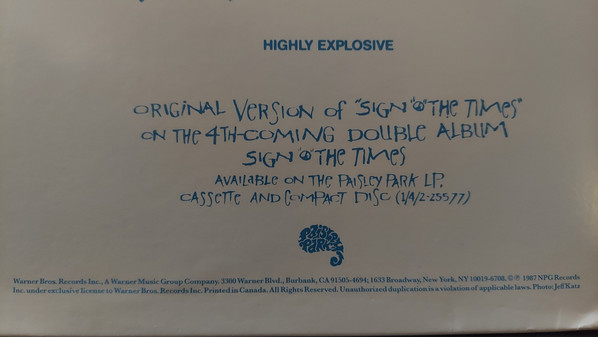 HIGHLY EXPLOSIVE
ORIGINAL VERSION OF "SIGN "☮" THE TIMES"
ON THE 4TH-COMING DOUBLE ALBUM
SIGN "☮" THE TIMES
AVAILABLE ON THE PAISLEY PARK LP,
CASSETTE AND COMPACT DISC (1/4/2-25577)
PAISLEY
PARK
Warner Bros. Records Inc., A Warner Music Group Company. 3300 Warner Blvd., Burbank, CA 91505-4694; 1633 Broadway, New York, NY 10019-6708. © ℗ 1987 NPG Records
Inc. under exclusive license to Warner Bros. Records Inc. Printed in Canada. All Rights Reserved. Unauthorized duplication is a violation of applicable laws. Photo: Jeff Katz